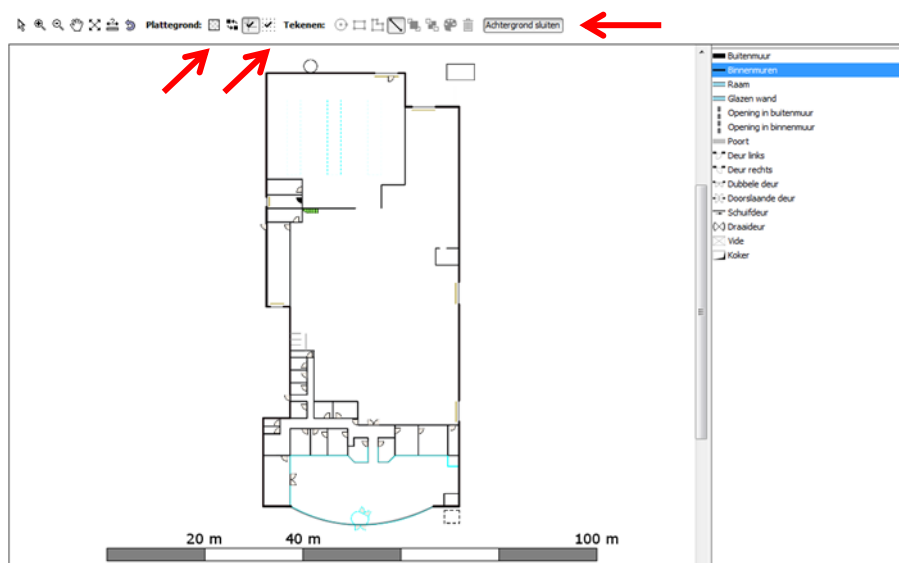 Plattegrond: Tekenen: Achtergrond sluiten
Buitenmuur
Binnenmuren
Raam
Glazen wand
Opening in buitenmuur
Opening in binnenmuur
Poort
Deur links
Deur rechts
Dubbele deur
Doorslaande deur
Schuifdeur
Draaideur
Vide
Koker
20 m 40 m 100 m